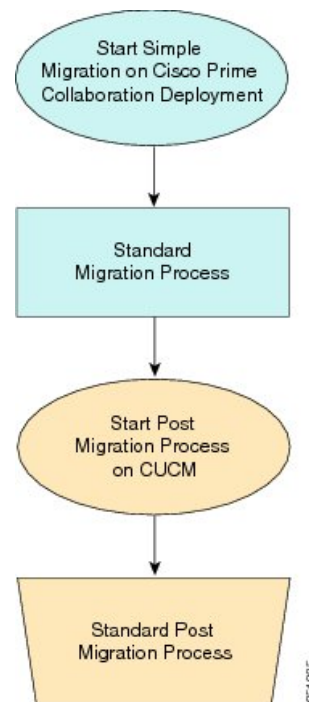 Start Simple
Migration on Cisco Prime
Collaboration Deployment
Standard
Migration Process
Start Post
Migration Process
on CUCM
Standard Post
Migration Process